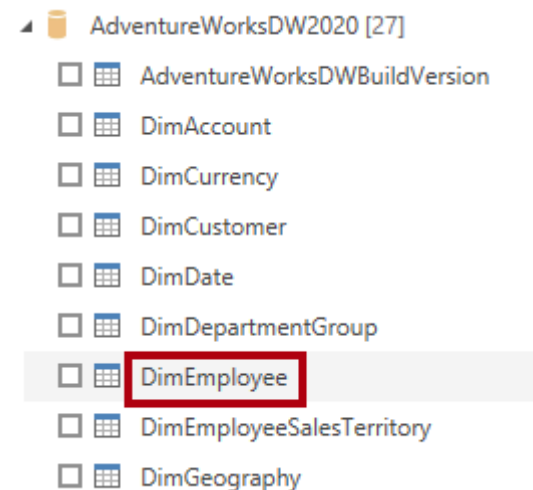 AdventureWorksDW2020 [27]
AdventureWorksDWBuildVersion
DimAccount
DimCurrency
DimCustomer
DimDate
DimDepartmentGroup
DimEmployee
DimEmployeeSalesTerritory
DimGeography